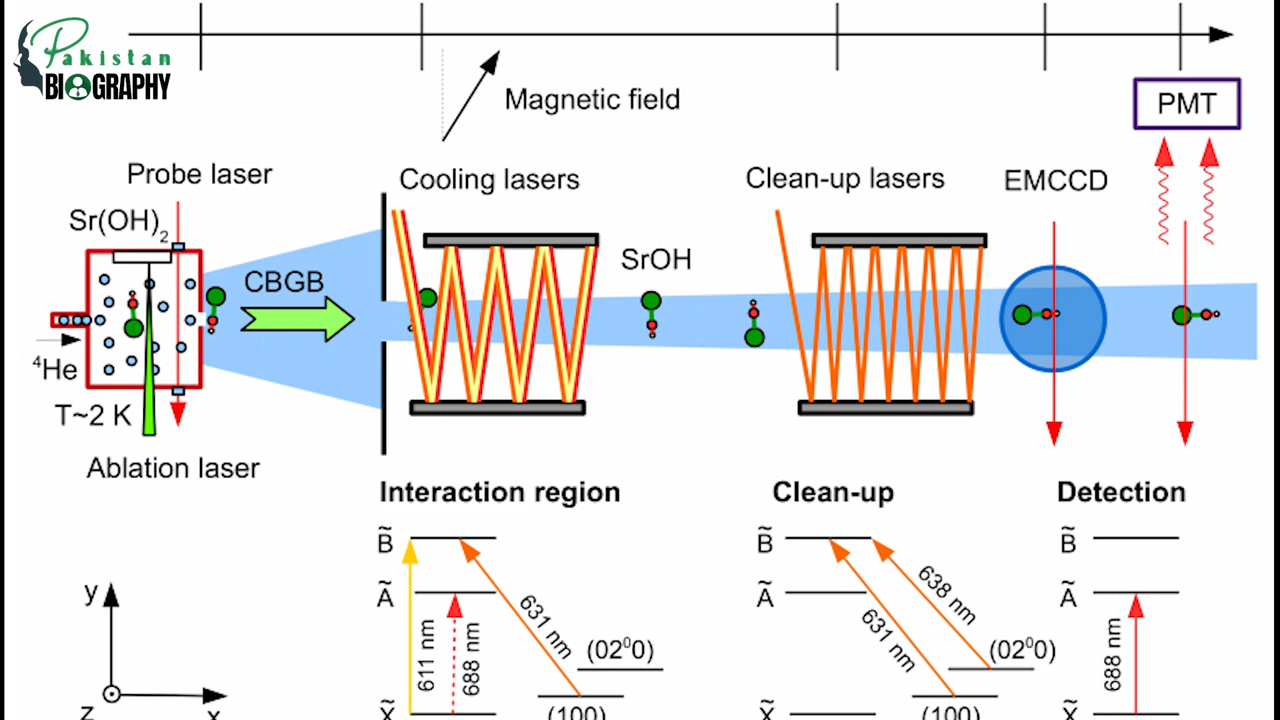 Pakistan
BIOGRAPHY
Magnetic field
PMT
Probe laser
Cooling lasers
Clean-up lasers
EMCCD
Sr(OH)₂
SrOH
CBGB
⁴He
T~2 K
Ablation laser
Interaction region
Clean-up
Detection
B̃
B̃
B̃
Ã
Ã
Ã
611 nm
688 nm
631 nm
(02⁰0)
631 nm
638 nm
(02⁰0)
688 nm
y
z
x
X̃
(100)
X̃
(100)
X̃